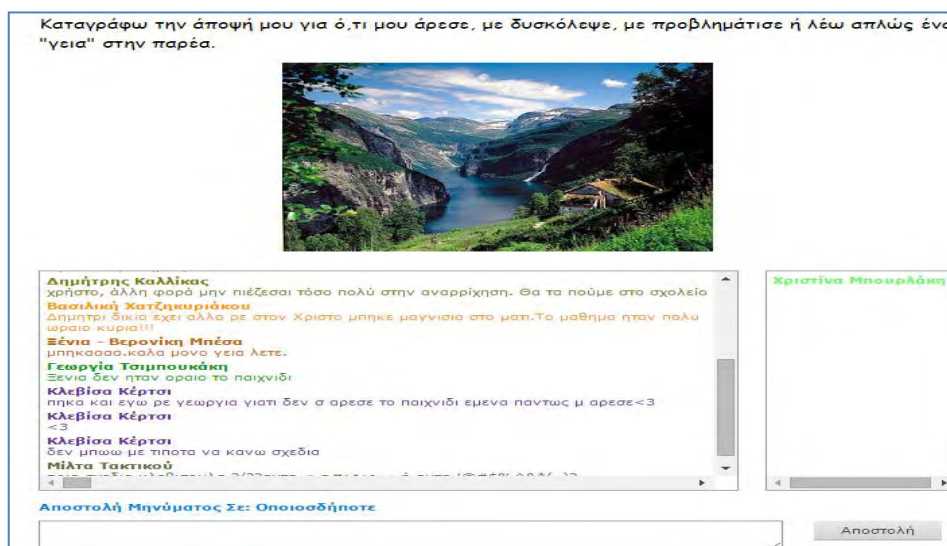 Καταγράφω την άποψή μου για ό,τι μου άρεσε, με δυσκόλεψε, με προβλημάτισε ή λέω απλώς ένα
"γεια" στην παρέα.
Δημήτρης Καλλίκας
χρήστο, άλλη φορά μην πιέζεσαι τόσο πολύ στην αναρρίχηση. Θα τα πούμε στο σχολείο
Βασιλική Χατζηκυριάκου
Δημητρι δικιο εχει αλλα ρε στον Χριστο μπηκε μαγνισια στο ματι.Το μαθημα ηταν πολυ
ωραιο κυρια!!!
Ξένια - Βερονίκη Μπέσα
μπηκασαα.καλα μονο γεια λετε.
Γεωργία Τσιμπουκάκη
Ξενια δεν ηταν οραιο το παιχνιδι
Κλεβίσα Κέρτσι
πηκα και εγω ρε γεωργια γιατι δεν σ αρεσε το παιχνιδι εμενα παντως μ αρεσε<3
Κλεβίσα Κέρτσι
<3
Κλεβίσα Κέρτσι
δεν μπωω με τιποτα να κανω σχεδια
Μίλτα Τακτικού
Χριστίνα Μπουρλάκη
Αποστολή Μηνύματος Σε: Οποιοσδήποτε
Αποστολή